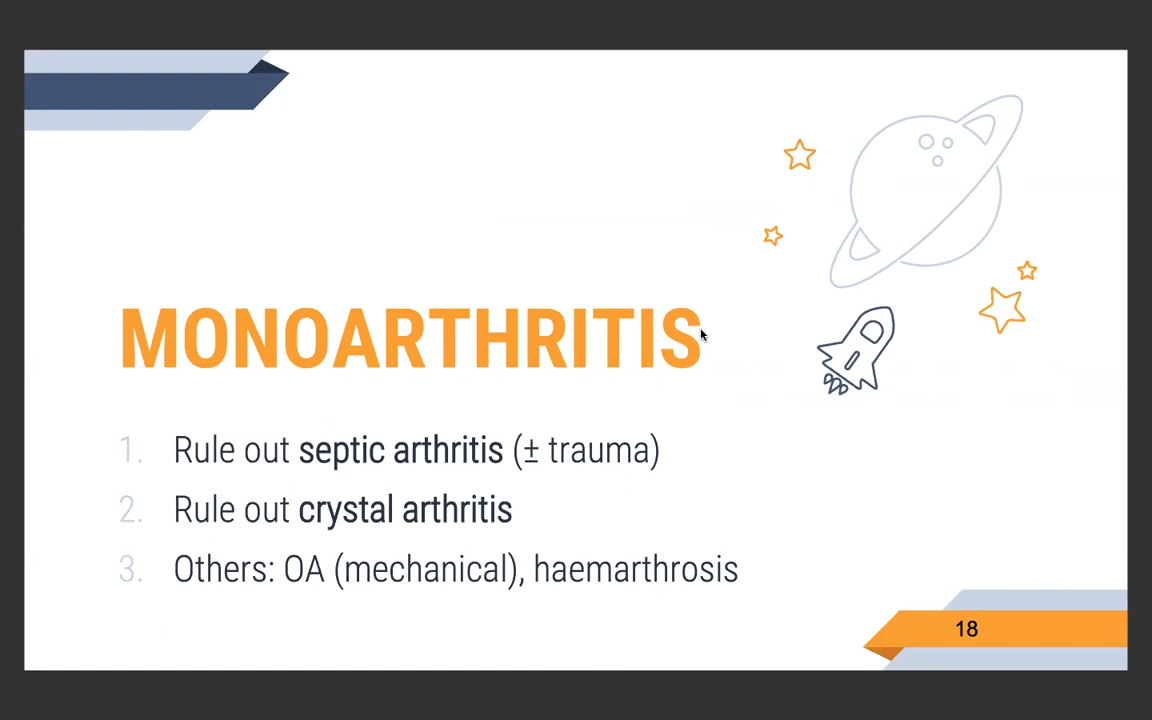 MONOARTHRITIS
1. Rule out septic arthritis (± trauma)
2. Rule out crystal arthritis
3. Others: OA (mechanical), haemarthrosis
18